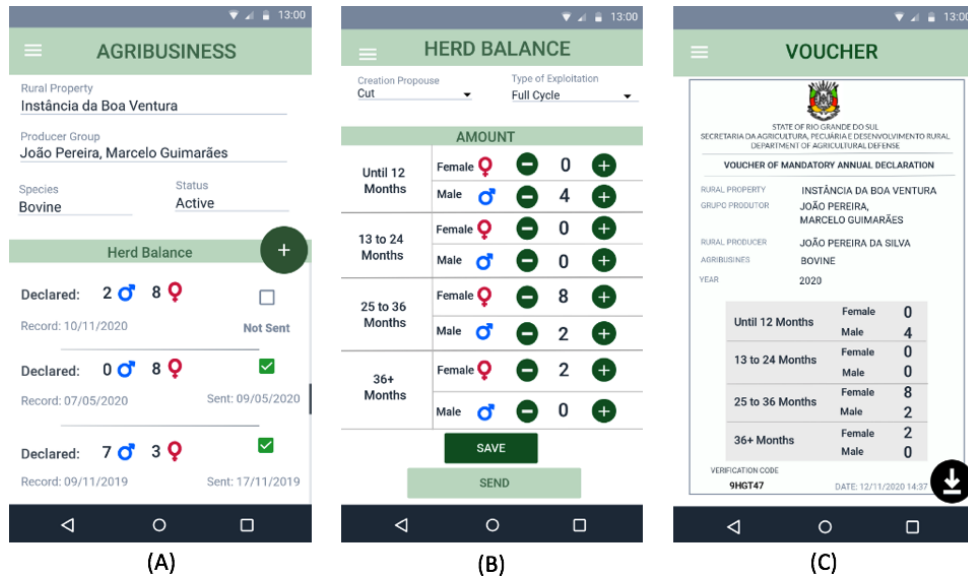 13:00
AGRIBUSINESS
Rural Property
Instância da Boa Ventura
Producer Group
João Pereira, Marcelo Guimarães
Species
Status
Bovine
Active
Herd Balance
+
Declared: 2 8
Record: 10/11/2020
Not Sent
Declared: 0 8
Record: 07/05/2020
Sent: 09/05/2020
Declared: 7 3
Record: 09/11/2019
Sent: 17/11/2019
(A)
13:00
HERD BALANCE
Creation Propouse
Type of Exploitation
Cut
Full Cycle
AMOUNT
Until 12 Months
Female 0
Male 4
13 to 24 Months
Female 0
Male 0
25 to 36 Months
Female 8
Male 2
36+ Months
Female 2
Male 0
SAVE
SEND
(B)
13:00
VOUCHER
STATE OF RIO GRANDE DO SUL
SECRETARIA DA AGRICULTURA, PECUÁRIA E DESENVOLVIMENTO RURAL
DEPARTMENT OF AGRICULTURAL DEFENSE
VOUCHER OF MANDATORY ANNUAL DECLARATION
RURAL PROPERTY INSTÂNCIA DA BOA VENTURA
GRUPO PRODUTOR JOÃO PEREIRA,
MARCELO GUIMARÃES
RURAL PRODUCER JOÃO PEREIRA DA SILVA
AGRIBUSINES BOVINE
YEAR 2020
Until 12 Months
Female 0
Male 4
13 to 24 Months
Female 0
Male 0
25 to 36 Months
Female 8
Male 2
36+ Months
Female 2
Male 0
VERIFICATION CODE
9HGT47
DATE: 12/11/2020 14:37
(C)